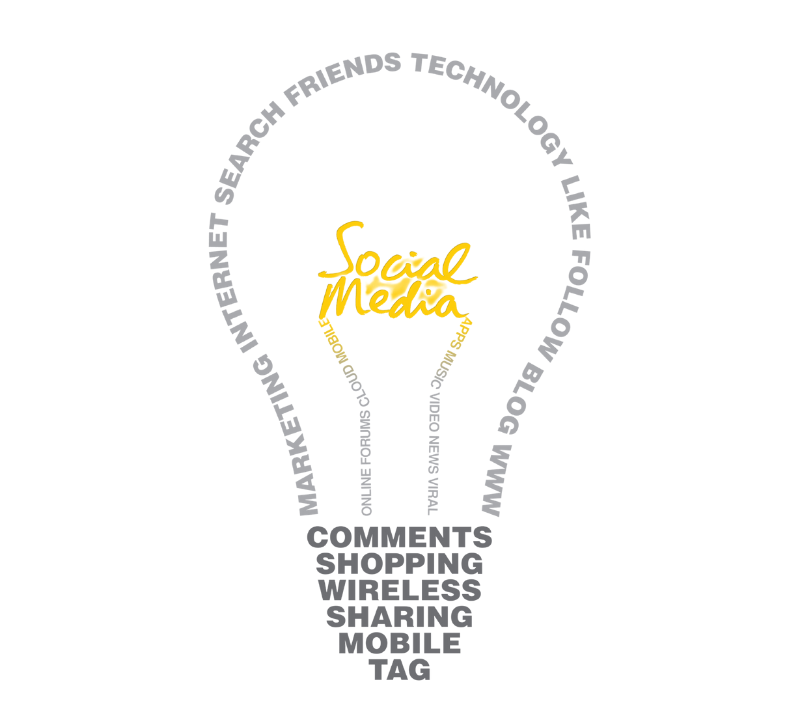 MARKETING INTERNET SEARCH FRIENDS TECHNOLOGY LIKE FOLLOW BLOG WWW
Social
Media
ONLINE FORUMS CLOUD MOBILE
APPS MUSIC VIDEO NEWS VIRAL
COMMENTS
SHOPPING
WIRELESS
SHARING
MOBILE
TAG